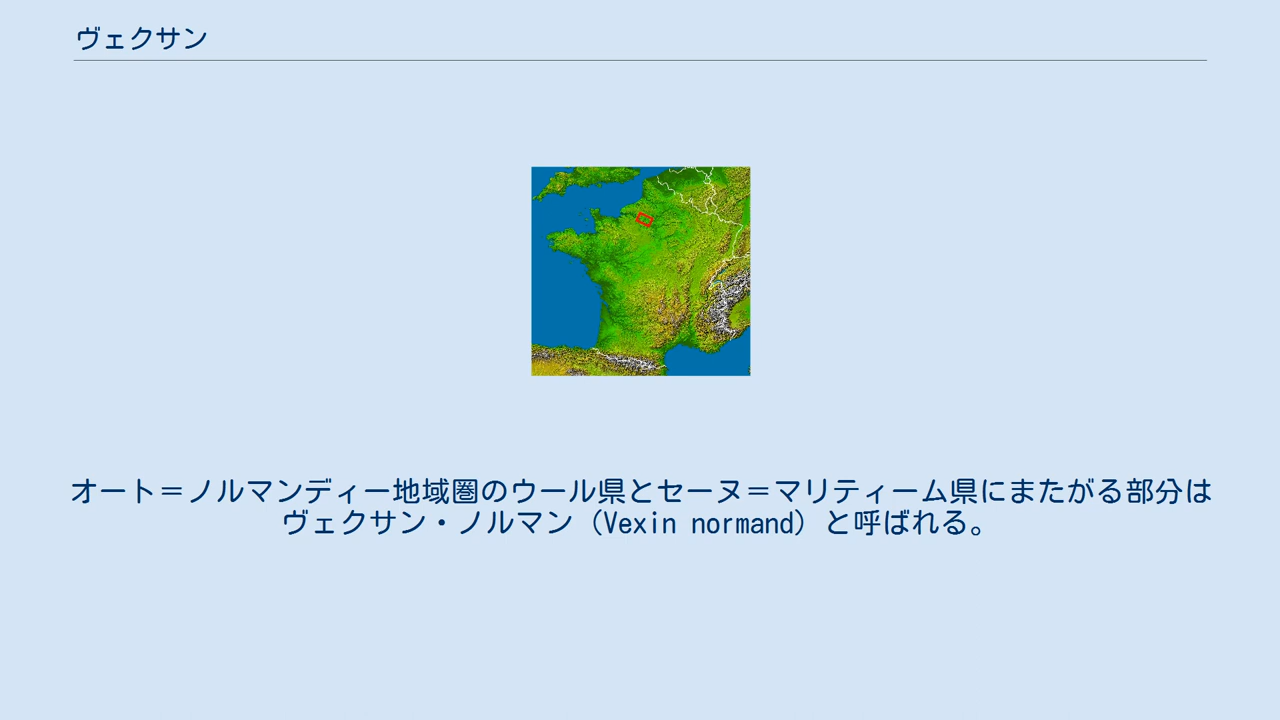 ヴェクサン
オート＝ノルマンディー地域圏のウール県とセーヌ＝マリティーム県にまたがる部分は
ヴェクサン・ノルマン（Vexin normand）と呼ばれる。